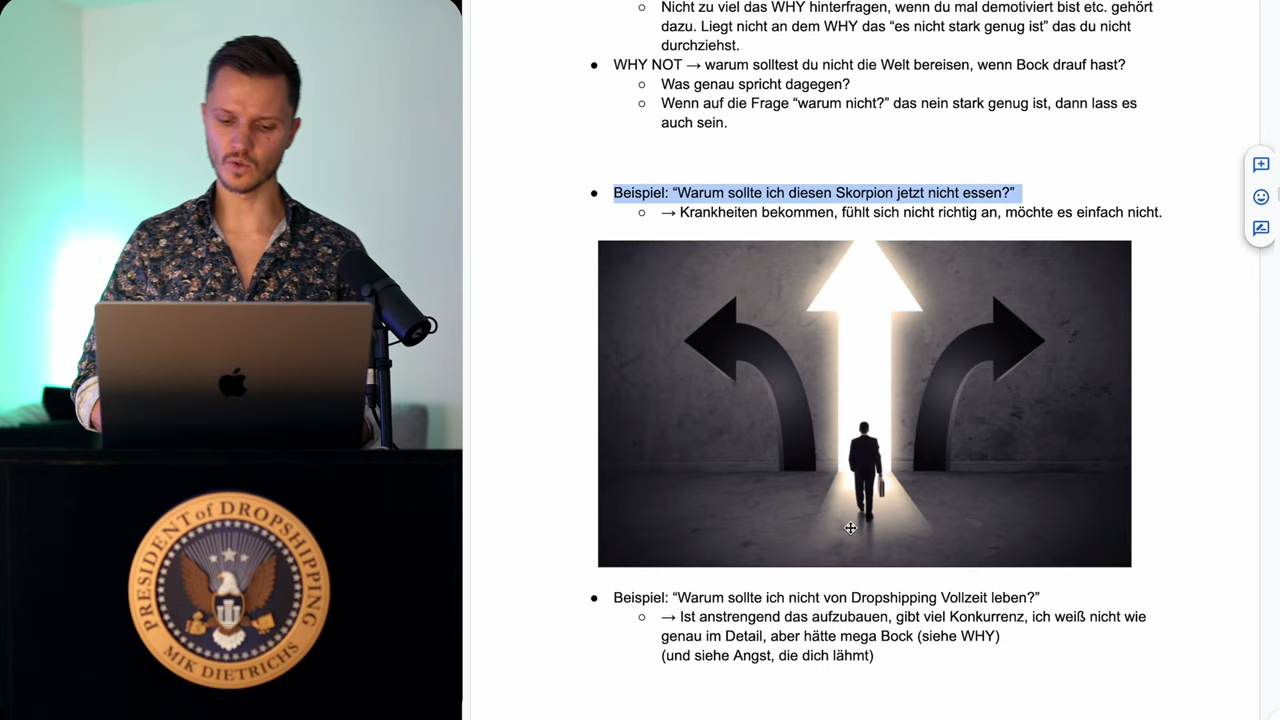 Nicht zu viel das WHY hinterfragen, wenn du mal demotiviert bist etc. gehört
dazu. Liegt nicht an dem WHY das “es nicht stark genug ist” das du nicht
durchziehst.
WHY NOT → warum solltest du nicht die Welt bereisen, wenn Bock drauf hast?
Was genau spricht dagegen?
Wenn auf die Frage “warum nicht?” das nein stark genug ist, dann lass es
auch sein.
Beispiel: “Warum sollte ich diesen Skorpion jetzt nicht essen?”
→ Krankheiten bekommen, fühlt sich nicht richtig an, möchte es einfach nicht.
Beispiel: “Warum sollte ich nicht von Dropshipping Vollzeit leben?”
→ Ist anstrengend das aufzubauen, gibt viel Konkurrenz, ich weiß nicht wie
genau im Detail, aber hätte mega Bock (siehe WHY)
(und siehe Angst, die dich lähmt)
PRESIDENT of DROPSHIPPING
MIK DIETRICHS